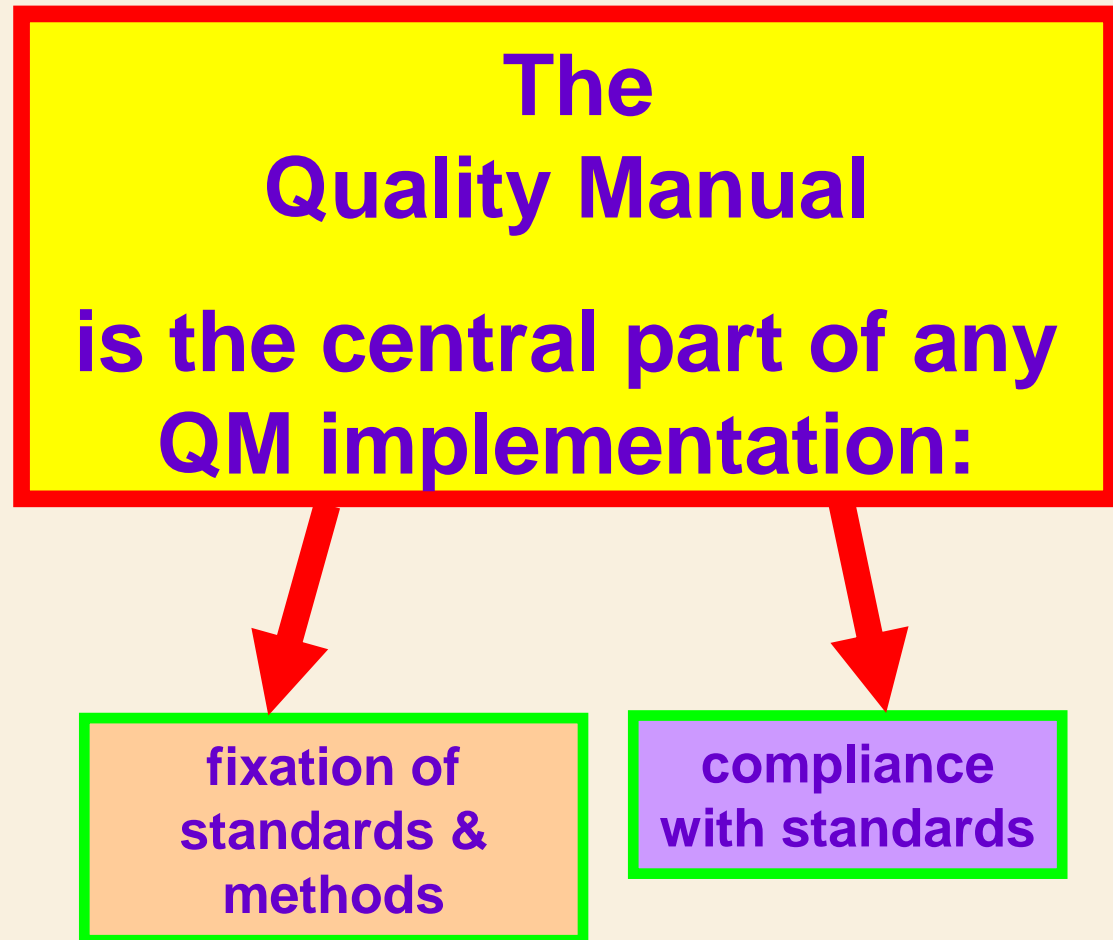 The
Quality Manual
is the central part of any
QM implementation:
fixation of
standards &
methods
compliance
with standards